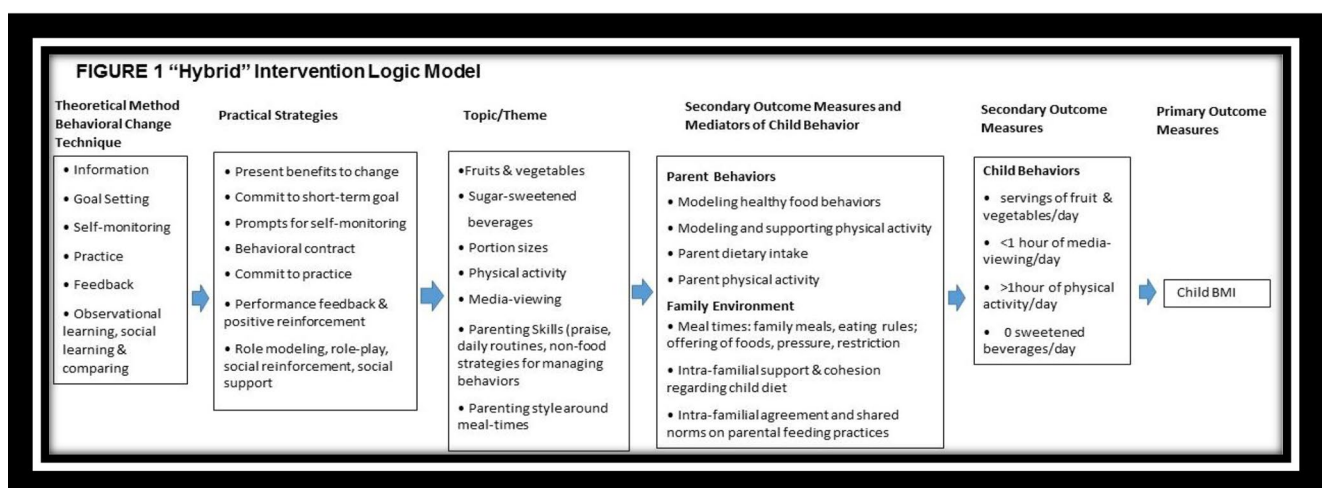 FIGURE 1 “Hybrid” Intervention Logic Model
Theoretical Method
Behavioral Change
Technique
• Information
• Goal Setting
• Self-monitoring
• Practice
• Feedback
• Observational
learning, social
learning &
comparing
Practical Strategies
• Present benefits to change
• Commit to short-term goal
• Prompts for self-monitoring
• Behavioral contract
• Commit to practice
• Performance feedback &
positive reinforcement
• Role modeling, role-play,
social reinforcement, social
support
Topic/Theme
•Fruits & vegetables
• Sugar-sweetened
beverages
• Portion sizes
• Physical activity
• Media-viewing
• Parenting Skills (praise,
daily routines, non-food
strategies for managing
behaviors
• Parenting style around
meal-times
Secondary Outcome Measures and
Mediators of Child Behavior
Parent Behaviors
• Modeling healthy food behaviors
• Modeling and supporting physical activity
• Parent dietary intake
• Parent physical activity
Family Environment
• Meal times: family meals, eating rules;
offering of foods, pressure, restriction
• Intra-familial support & cohesion
regarding child diet
• Intra-familial agreement and shared
norms on parental feeding practices
Secondary Outcome
Measures
Child Behaviors
• servings of fruit &
vegetables/day
• <1 hour of media-
viewing/day
• >1hour of physical
activity/day
• 0 sweetened
beverages/day
Primary Outcome
Measures
Child BMI